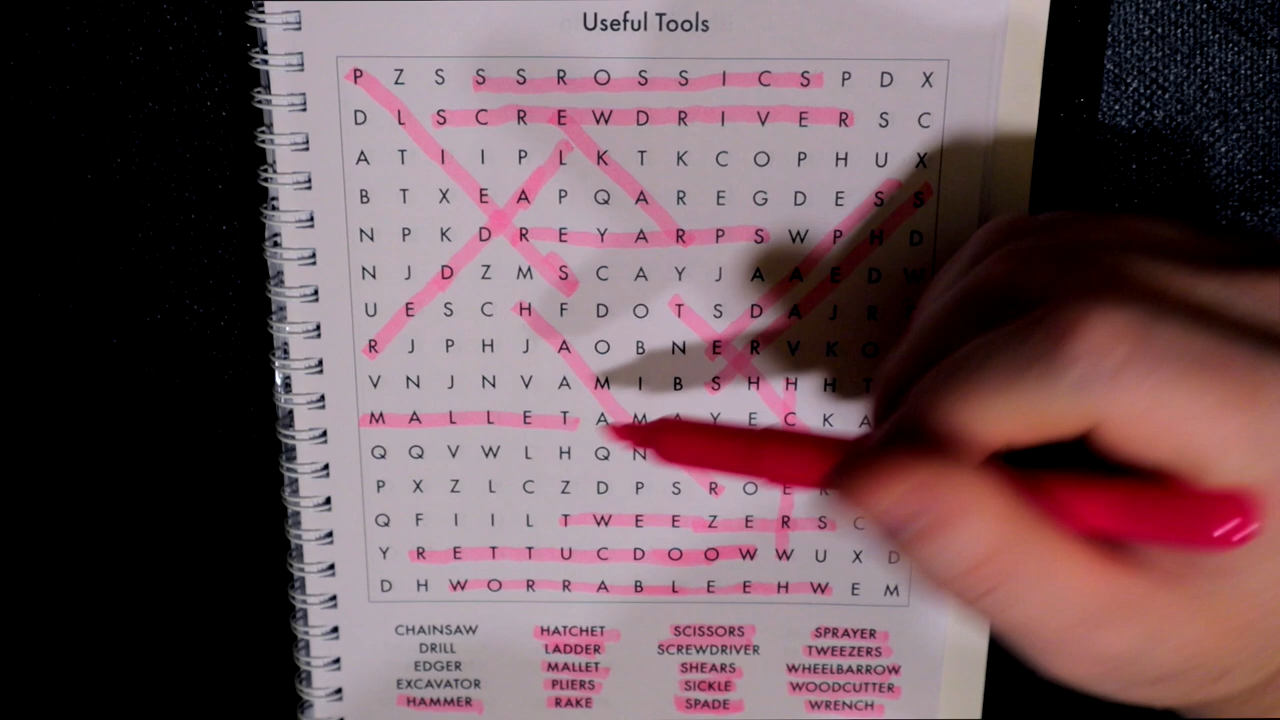 Useful Tools
P Z S S S R O S S I C S P D X
D L S C R E W D R I V E R S C
A T I I P L K T K C O P H U X
B T X E A P Q A R E G D E S S
N P K D R E Y A R P S W P H D
N J D Z M S C A Y J A A E D W
U E S C H F D O T S D A J R
R J P H J A O B N E R V K O
V N J N V A M I B S H H H T
M A L L E T A M A Y E C K A
Q Q V W L H Q N
P X Z L C Z D P S R O E R
Q F I I L T W E E Z E R S C
Y R E T T U C D O O W W U X D
D H W O R R A B L E E H W E M
CHAINSAW HATCHET SCISSORS SPRAYER
DRILL LADDER SCREWDRIVER TWEEZERS
EDGER MALLET SHEARS WHEELBARROW
EXCAVATOR PLIERS SICKLE WOODCUTTER
HAMMER RAKE SPADE WRENCH